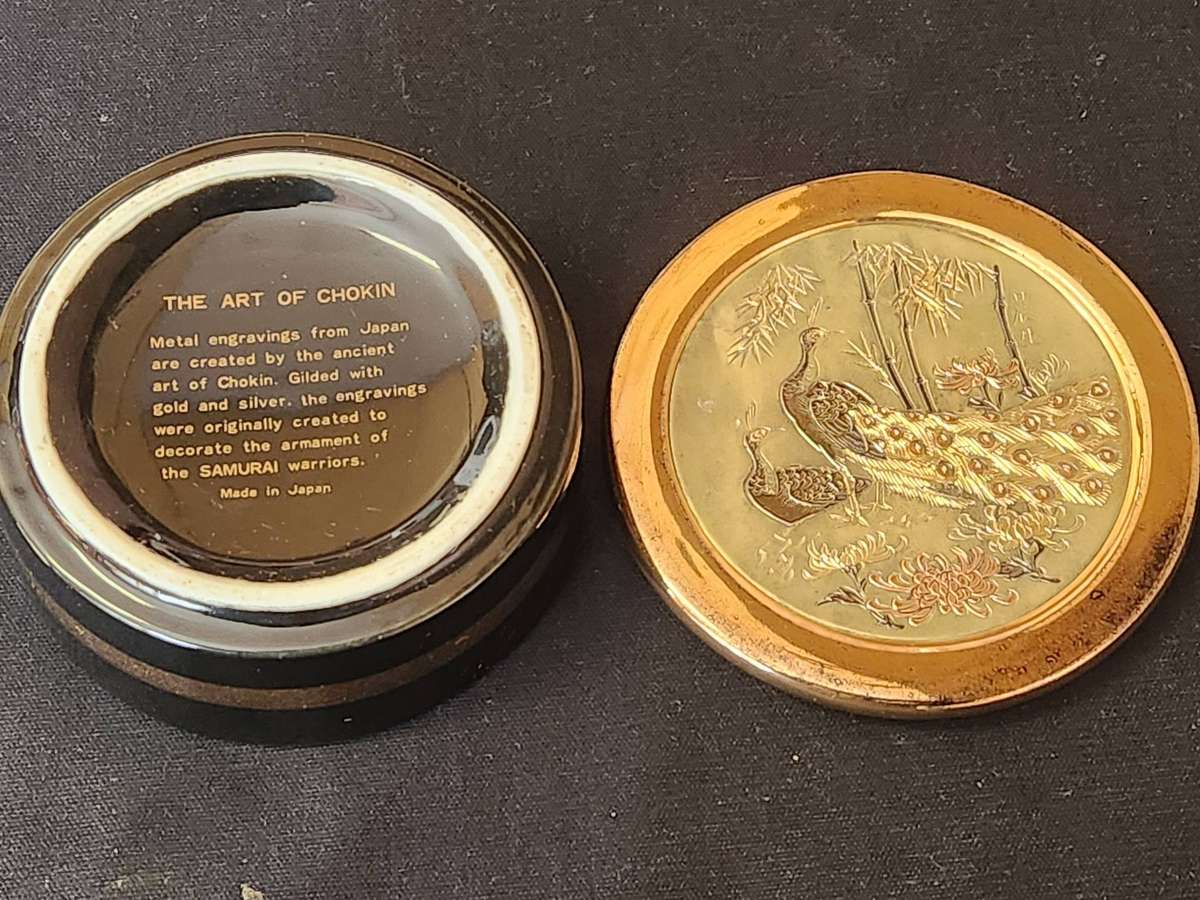 THE ART OF CHOKIN
Metal engravings from Japan
are created by the ancient
art of Chokin. Gilded with
gold and silver. the engravings
were originally created to
decorate the armament of
the SAMURAI warriors.
Made in Japan